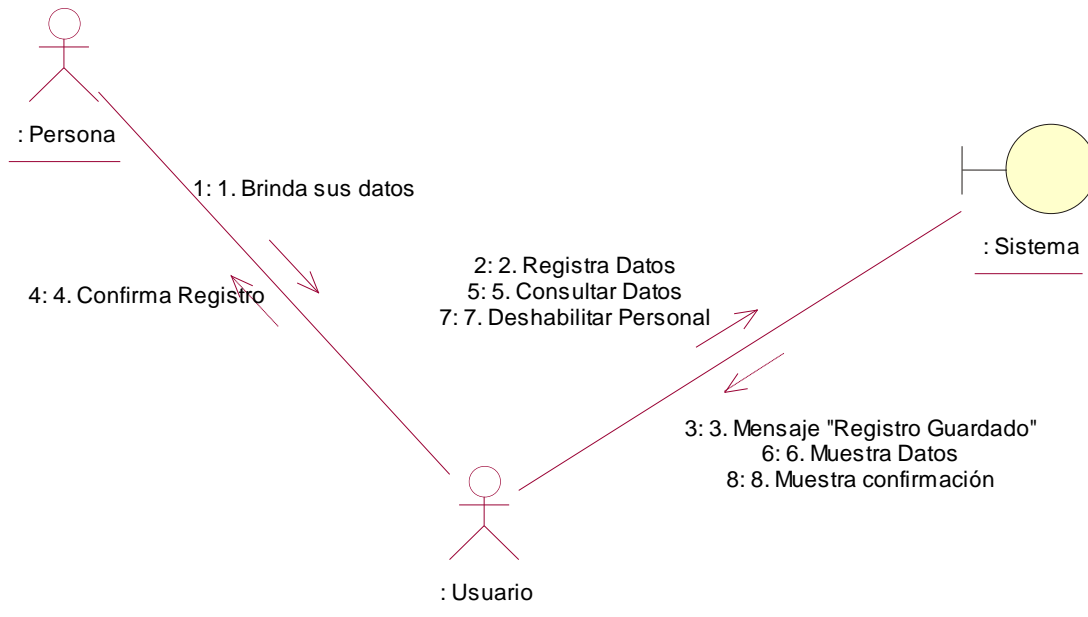 : Persona
1: 1. Brinda sus datos
4: 4. Confirma Registro
: Sistema
2: 2. Registra Datos
5: 5. Consultar Datos
7: 7. Deshabilitar Personal
3: 3. Mensaje "Registro Guardado"
6: 6. Muestra Datos
8: 8. Muestra confirmación
: Usuario